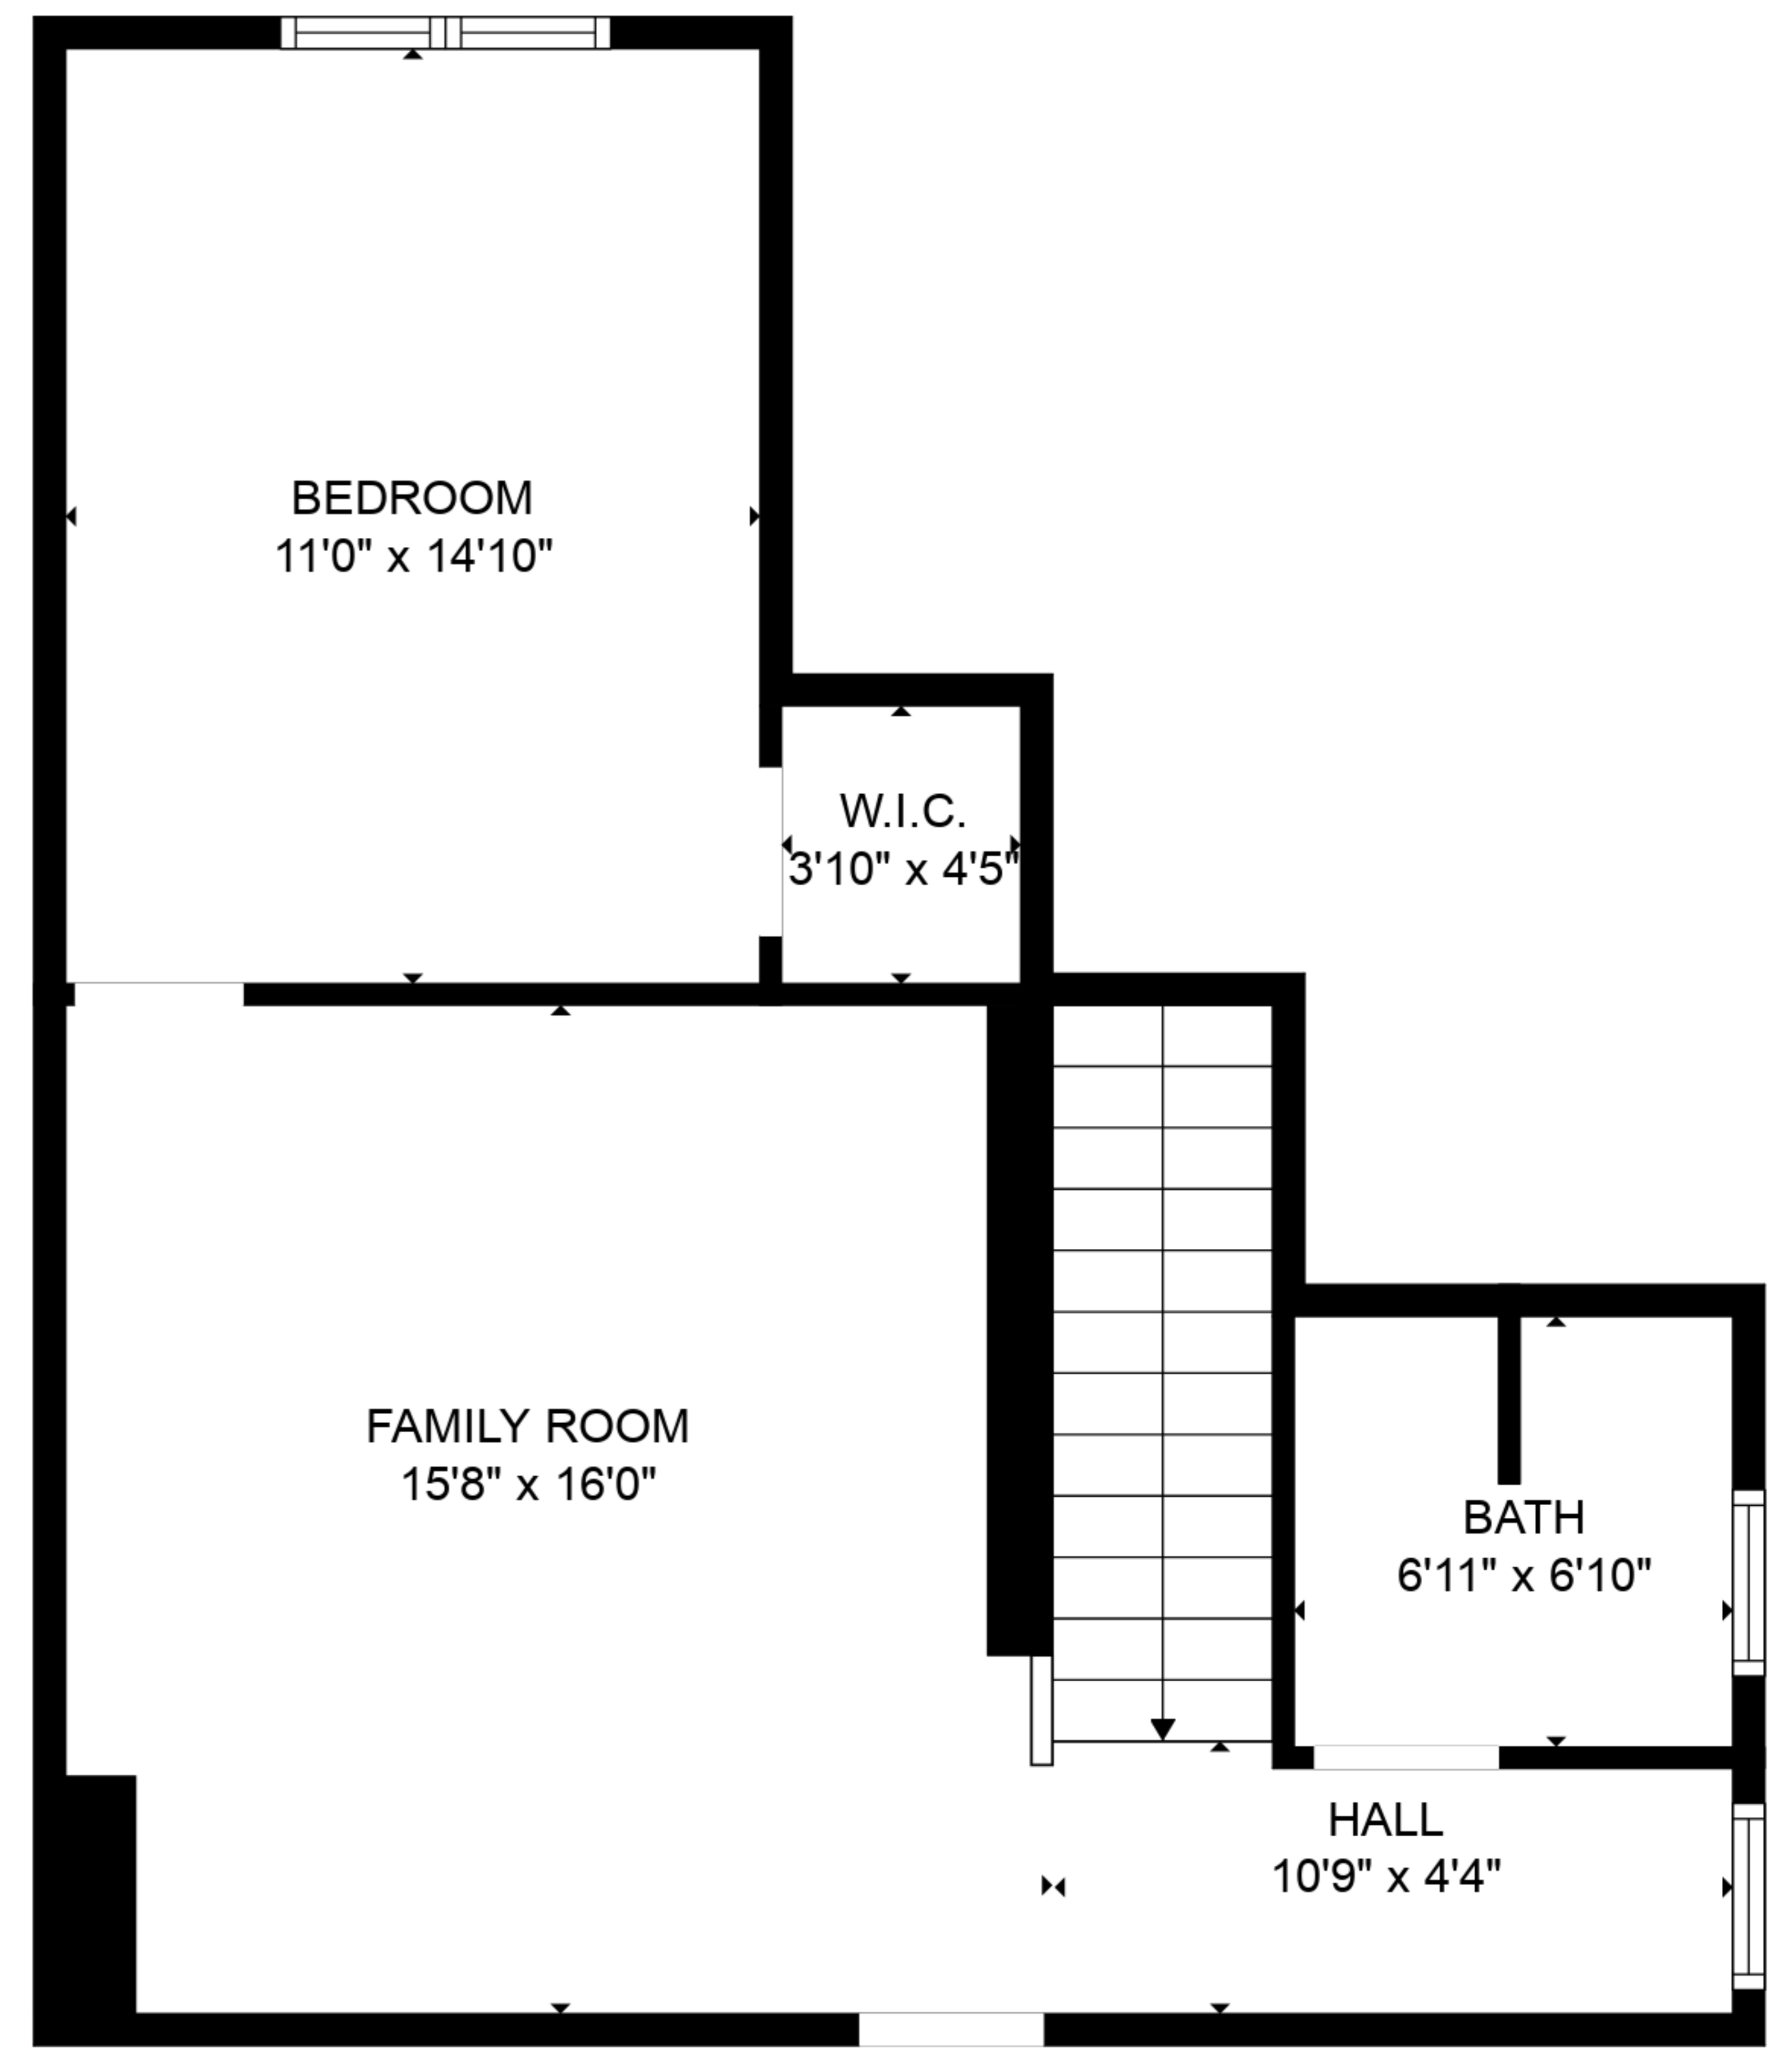 BEDROOM
11'0" x 14'10"
W.I.C.
3'10" x 4'5"
FAMILY ROOM
15'8" x 16'0"
BATH
6'11" x 6'10"
HALL
10'9" x 4'4"